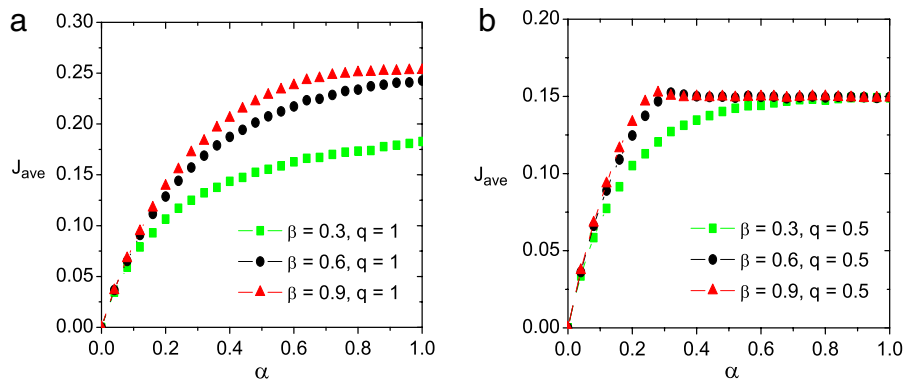 a
0.30
0.25
0.20
0.15
0.10
0.05
0.00
J_ave
β = 0.3, q = 1
β = 0.6, q = 1
β = 0.9, q = 1
0.0 0.2 0.4 0.6 0.8 1.0
α
b
0.20
0.15
0.10
0.05
0.00
J_ave
β = 0.3, q = 0.5
β = 0.6, q = 0.5
β = 0.9, q = 0.5
0.0 0.2 0.4 0.6 0.8 1.0
α